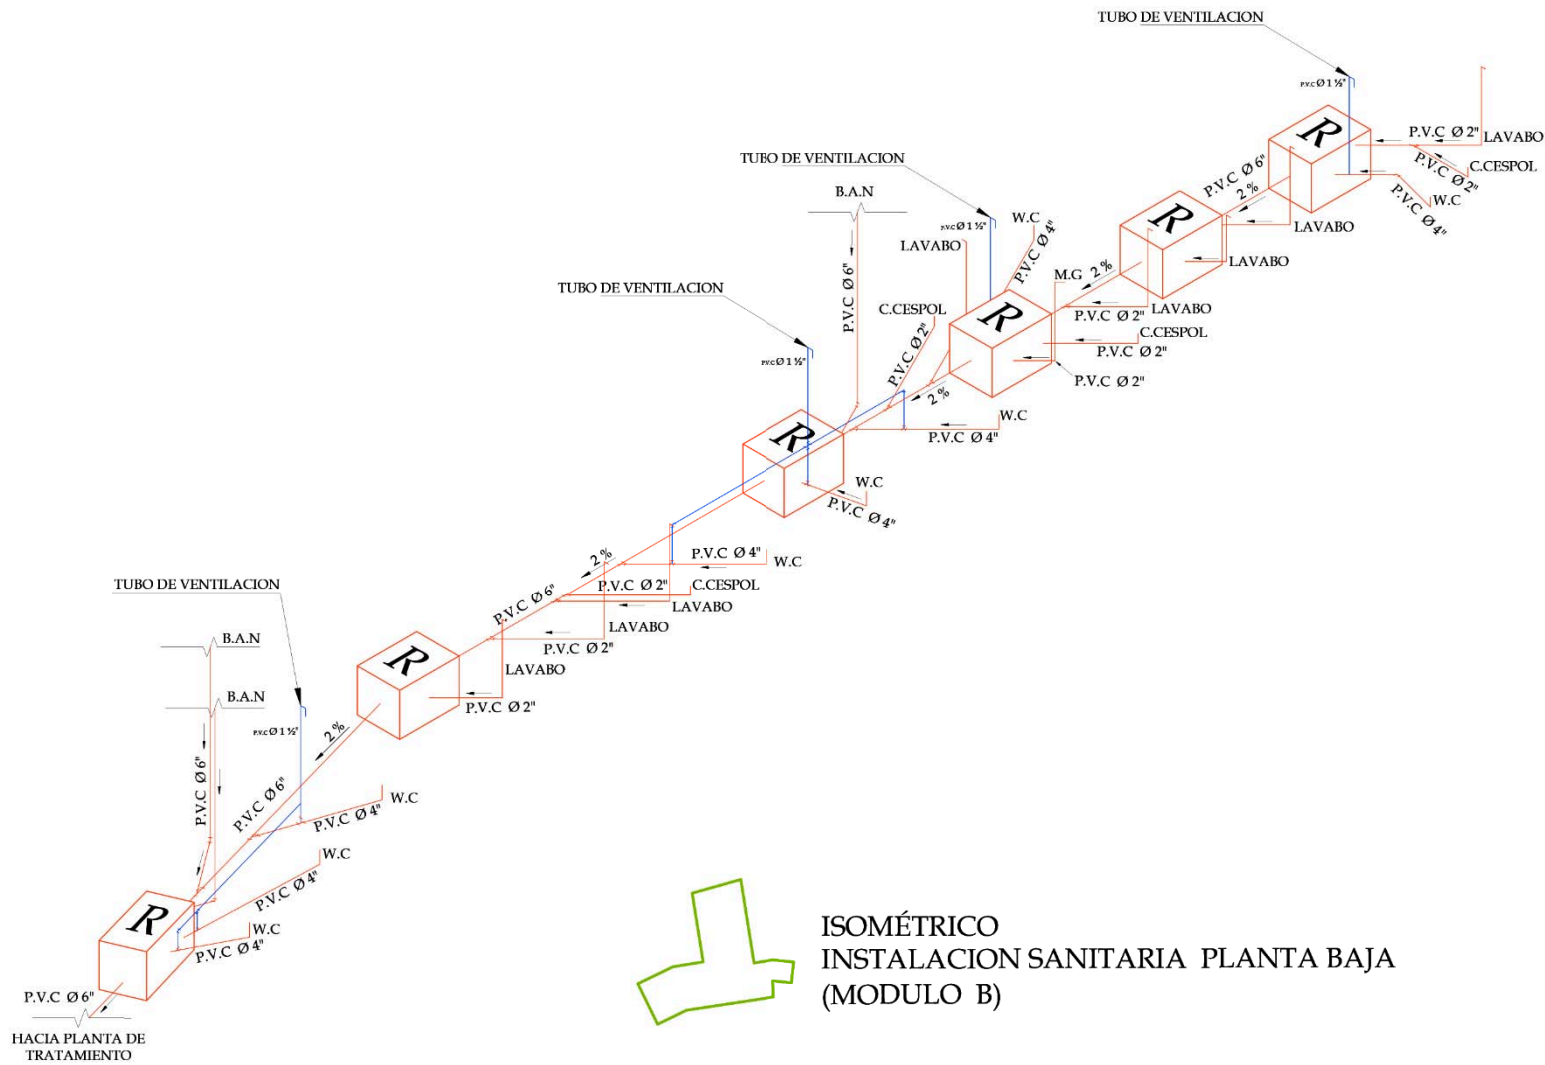 TUBO DE VENTILACION
P.V.C Ø 1 ½"
R
P.V.C Ø 2"
LAVABO
C.CESPOL
P.V.C Ø 2"
W.C
P.V.C Ø 4"
P.V.C Ø 6"
2 %
LAVABO
TUBO DE VENTILACION
B.A.N
R
LAVABO
P.V.C Ø 1 ½"
W.C
P.V.C Ø 4"
LAVABO
M.G
2 %
P.V.C Ø 6"
LAVABO
P.V.C Ø 2"
R
C.CESPOL
P.V.C Ø 2"
C.CESPOL
P.V.C Ø 2"
P.V.C Ø 2"
2 %
TUBO DE VENTILACION
P.V.C Ø 1 ½"
W.C
P.V.C Ø 4"
R
W.C
P.V.C Ø 4"
2 %
P.V.C Ø 4"
W.C
P.V.C Ø 2"
C.CESPOL
P.V.C Ø 6"
LAVABO
LAVABO
P.V.C Ø 2"
R
LAVABO
P.V.C Ø 2"
TUBO DE VENTILACION
B.A.N
B.A.N
P.V.C Ø 1 ½"
2 %
P.V.C Ø 6"
P.V.C Ø 6"
W.C
P.V.C Ø 4"
W.C
P.V.C Ø 4"
R
W.C
P.V.C Ø 4"
P.V.C Ø 6"
HACIA PLANTA DE
TRATAMIENTO
ISOMÉTRICO
INSTALACION SANITARIA PLANTA BAJA
(MODULO B)